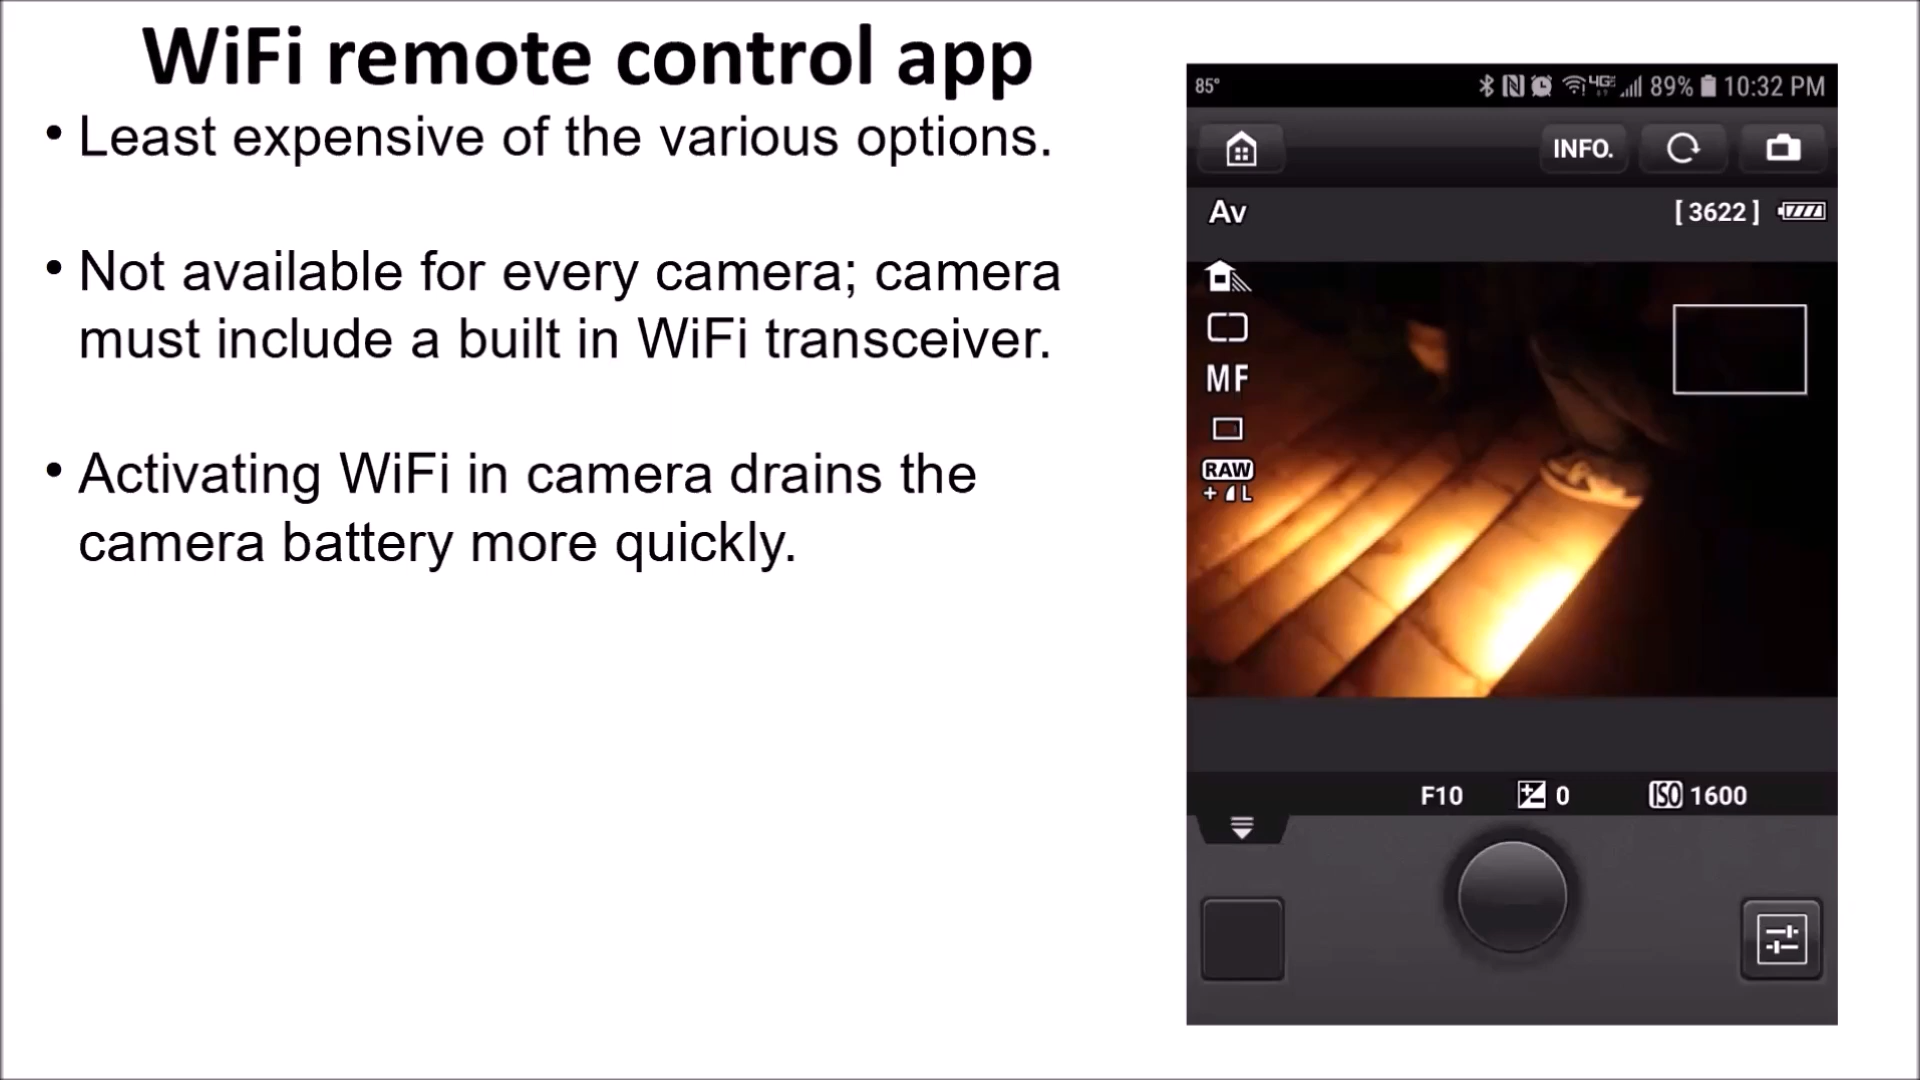 WiFi remote control app
• Least expensive of the various options.
• Not available for every camera; camera
must include a built in WiFi transceiver.
• Activating WiFi in camera drains the
camera battery more quickly.
85° 4G 89% 10:32 PM
INFO.
Av [3622]
MF
RAW
+ L
F10 0 ISO 1600